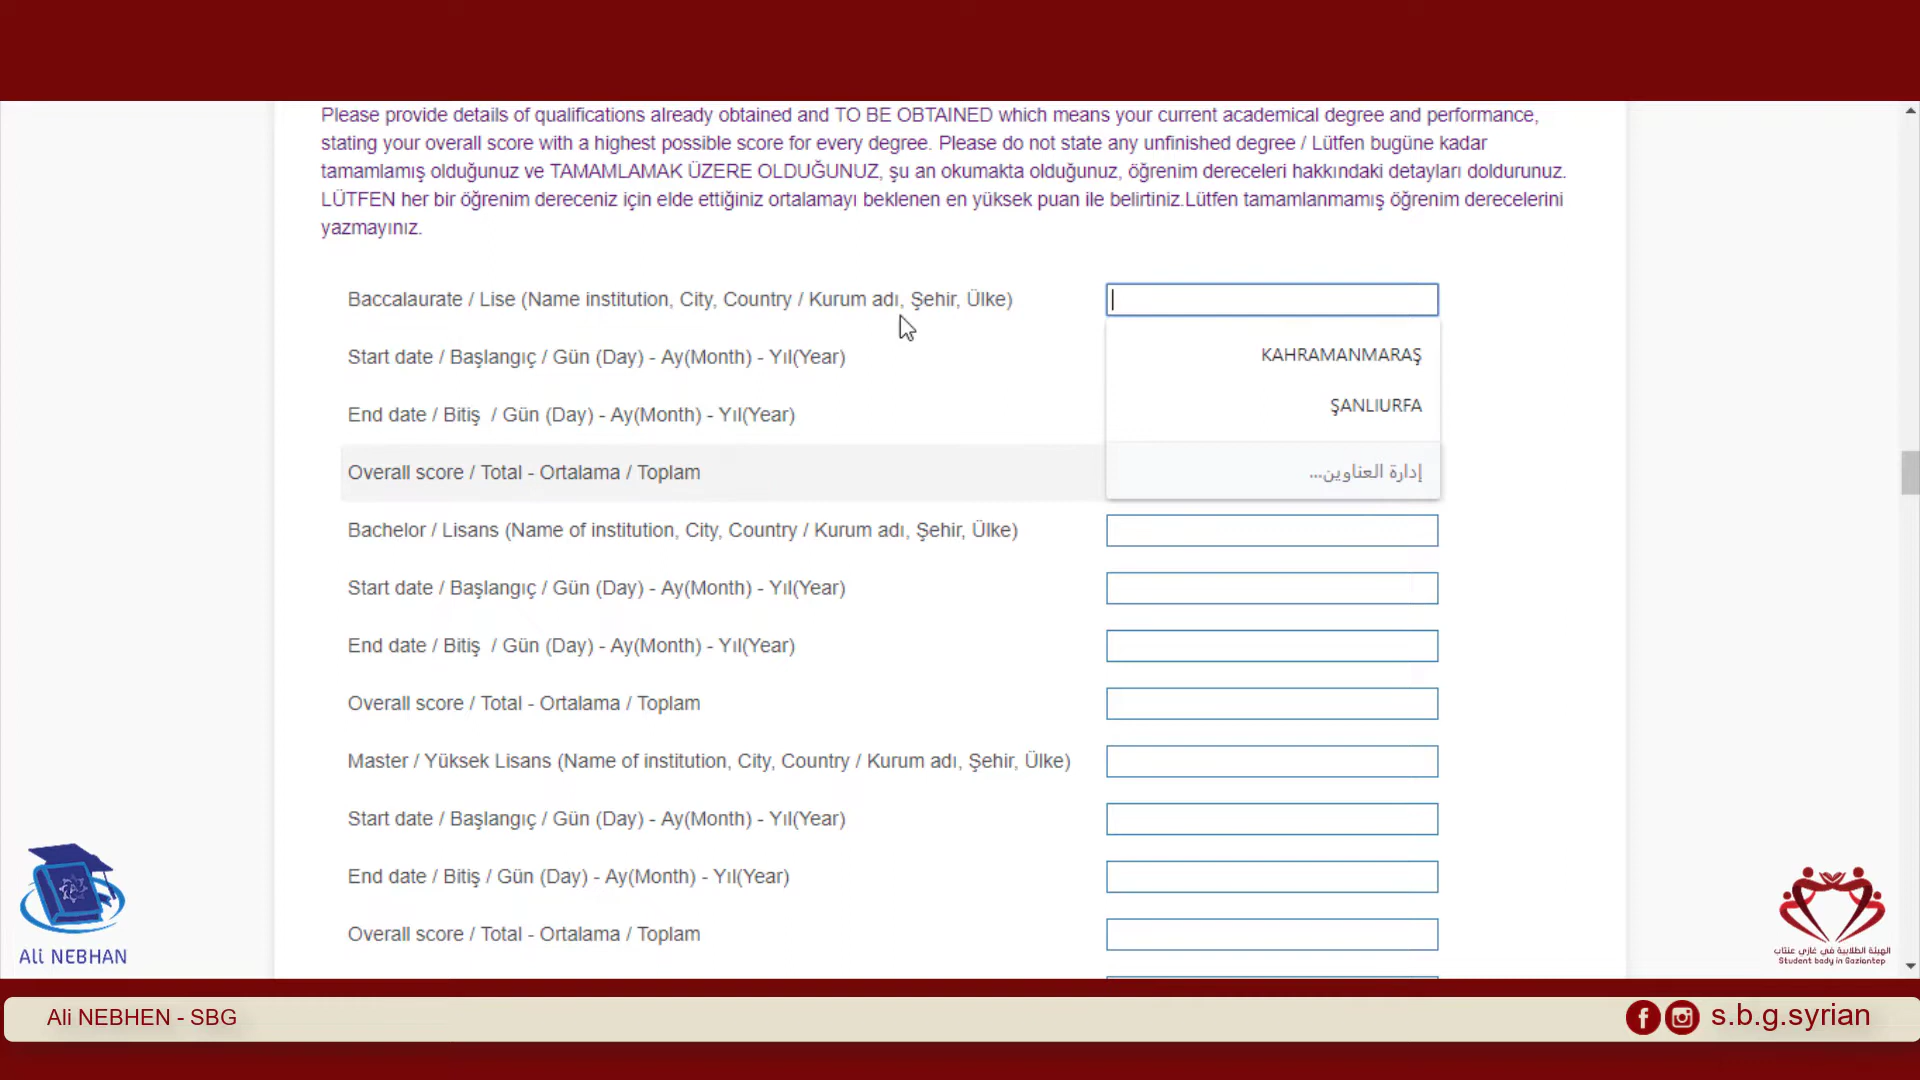 Please provide details of qualifications already obtained and TO BE OBTAINED which means your current academical degree and performance,
stating your overall score with a highest possible score for every degree. Please do not state any unfinished degree / Lütfen bugüne kadar
tamamlamış olduğunuz ve TAMAMLAMAK ÜZERE OLDUĞUNUZ, şu an okumakta olduğunuz, öğrenim dereceleri hakkındaki detayları doldurunuz.
LÜTFEN her bir öğrenim dereceniz için elde ettiğiniz ortalamayı beklenen en yüksek puan ile belirtiniz.Lütfen tamamlanmamış öğrenim derecelerini
yazmayınız.
Baccalaurate / Lise (Name institution, City, Country / Kurum adı, Şehir, Ülke)
Start date / Başlangıç / Gün (Day) - Ay(Month) - Yıl(Year)
KAHRAMANMARAŞ
End date / Bitiş / Gün (Day) - Ay(Month) - Yıl(Year)
ŞANLIURFA
Overall score / Total - Ortalama / Toplam
إدارة العناوين...
Bachelor / Lisans (Name of institution, City, Country / Kurum adı, Şehir, Ülke)
Start date / Başlangıç / Gün (Day) - Ay(Month) - Yıl(Year)
End date / Bitiş / Gün (Day) - Ay(Month) - Yıl(Year)
Overall score / Total - Ortalama / Toplam
Master / Yüksek Lisans (Name of institution, City, Country / Kurum adı, Şehir, Ülke)
Start date / Başlangıç / Gün (Day) - Ay(Month) - Yıl(Year)
End date / Bitiş / Gün (Day) - Ay(Month) - Yıl(Year)
Overall score / Total - Ortalama / Toplam
Ali NEBHAN
الهيئة الطلابية في غازي عنتاب
Student body in Gaziantep
Ali NEBHEN - SBG
s.b.g.syrian